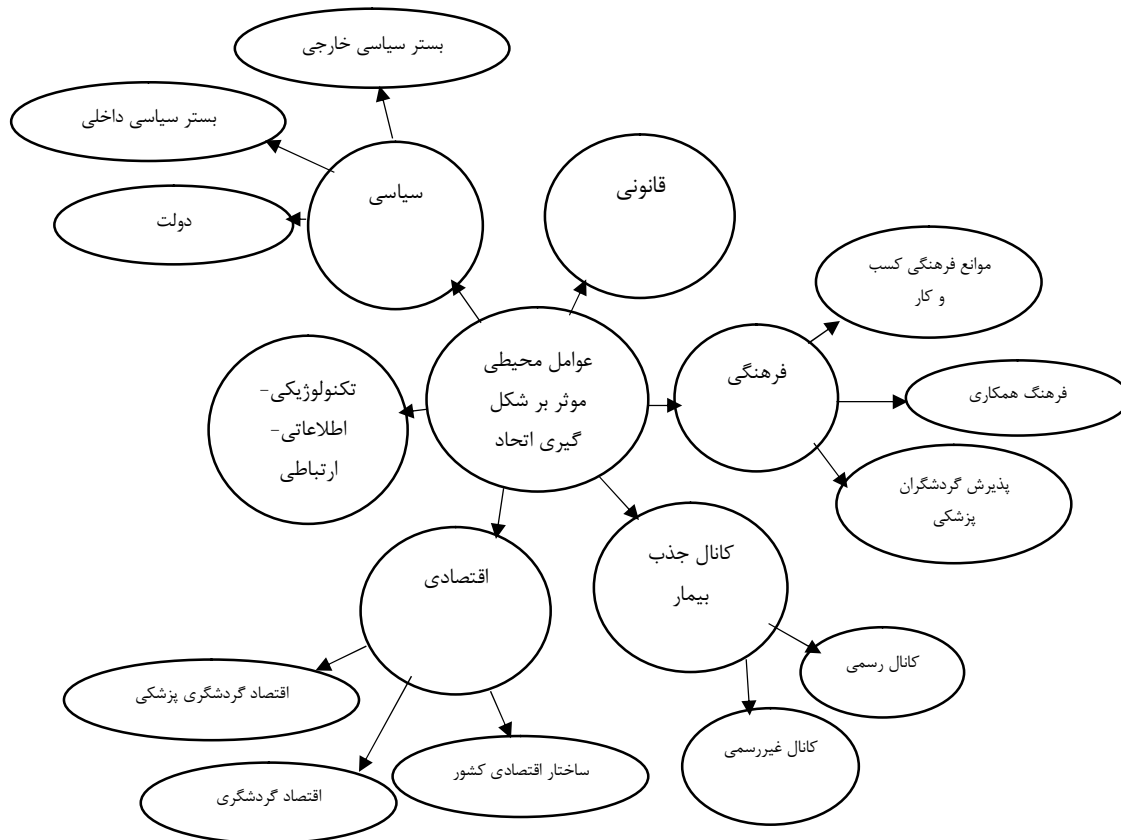 بستر سیاسی خارجی
بستر سیاسی داخلی
دولت
سیاسی
قانونی
موانع فرهنگی کسب
و کار
فرهنگی
فرهنگ همکاری
پذیرش گردشگران
پزشکی
عوامل محیطی
موثر بر شکل
گیری اتحاد
تکنولوژیکی-
اطلاعاتی-
ارتباطی
کانال جذب
بیمار
کانال رسمی
کانال غیررسمی
اقتصادی
اقتصاد گردشگری پزشکی
اقتصاد گردشگری
ساختار اقتصادی کشور